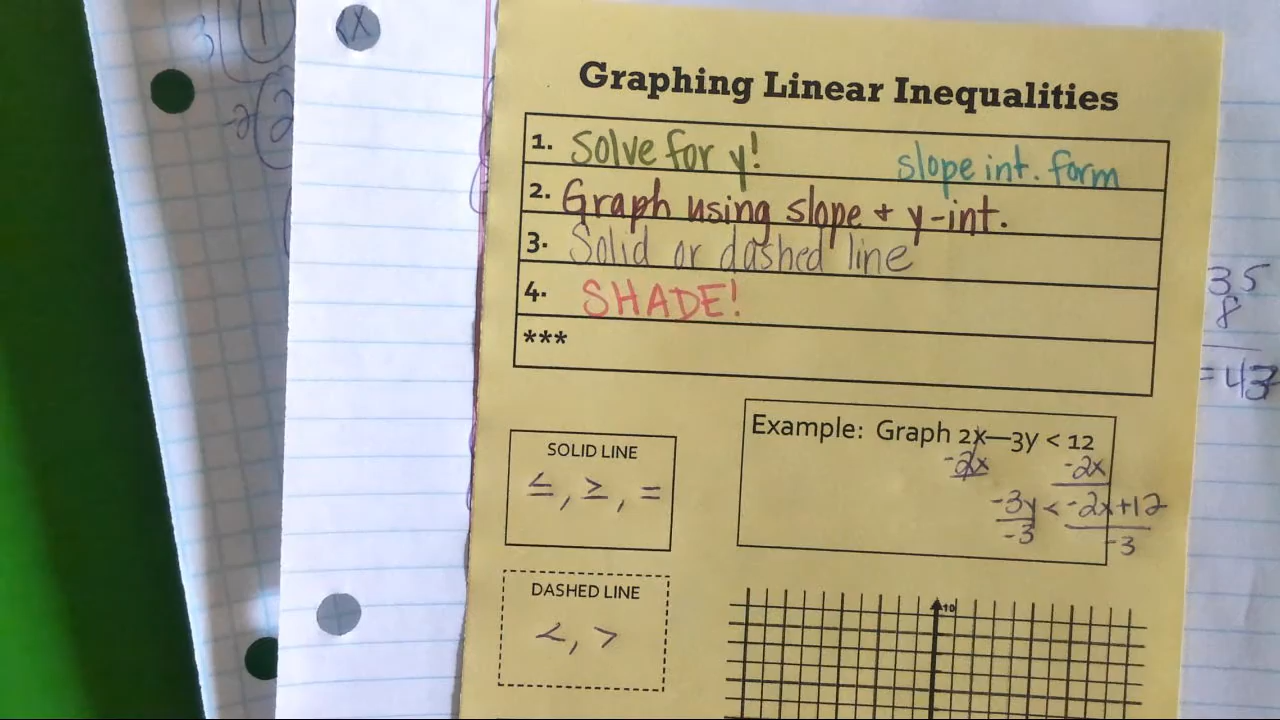 Graphing Linear Inequalities
1. Solve for y! slope int. form
2. Graph using slope + y-int.
3. Solid or dashed line
4. SHADE!
***
SOLID LINE
≤, ≥, =
Example: Graph 2x—3y < 12
-2x -2x
-3y < -2x+12
-3 -3
DASHED LINE
<, >
10
35
8
=43